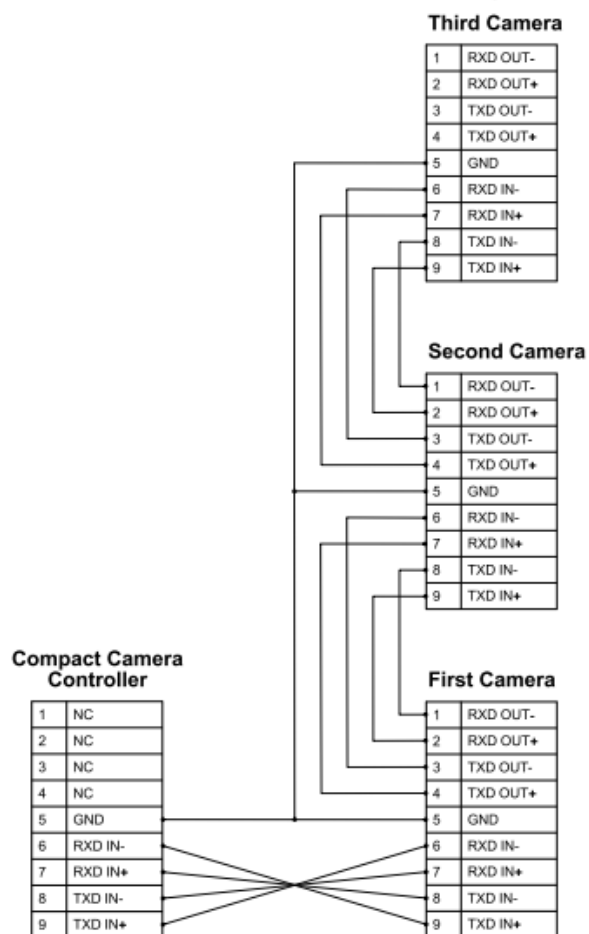 Third Camera
1 RXD OUT-
2 RXD OUT+
3 TXD OUT-
4 TXD OUT+
5 GND
6 RXD IN-
7 RXD IN+
8 TXD IN-
9 TXD IN+
Second Camera
1 RXD OUT-
2 RXD OUT+
3 TXD OUT-
4 TXD OUT+
5 GND
6 RXD IN-
7 RXD IN+
8 TXD IN-
9 TXD IN+
Compact Camera
Controller
1 NC
2 NC
3 NC
4 NC
5 GND
6 RXD IN-
7 RXD IN+
8 TXD IN-
9 TXD IN+
First Camera
1 RXD OUT-
2 RXD OUT+
3 TXD OUT-
4 TXD OUT+
5 GND
6 RXD IN-
7 RXD IN+
8 TXD IN-
9 TXD IN+